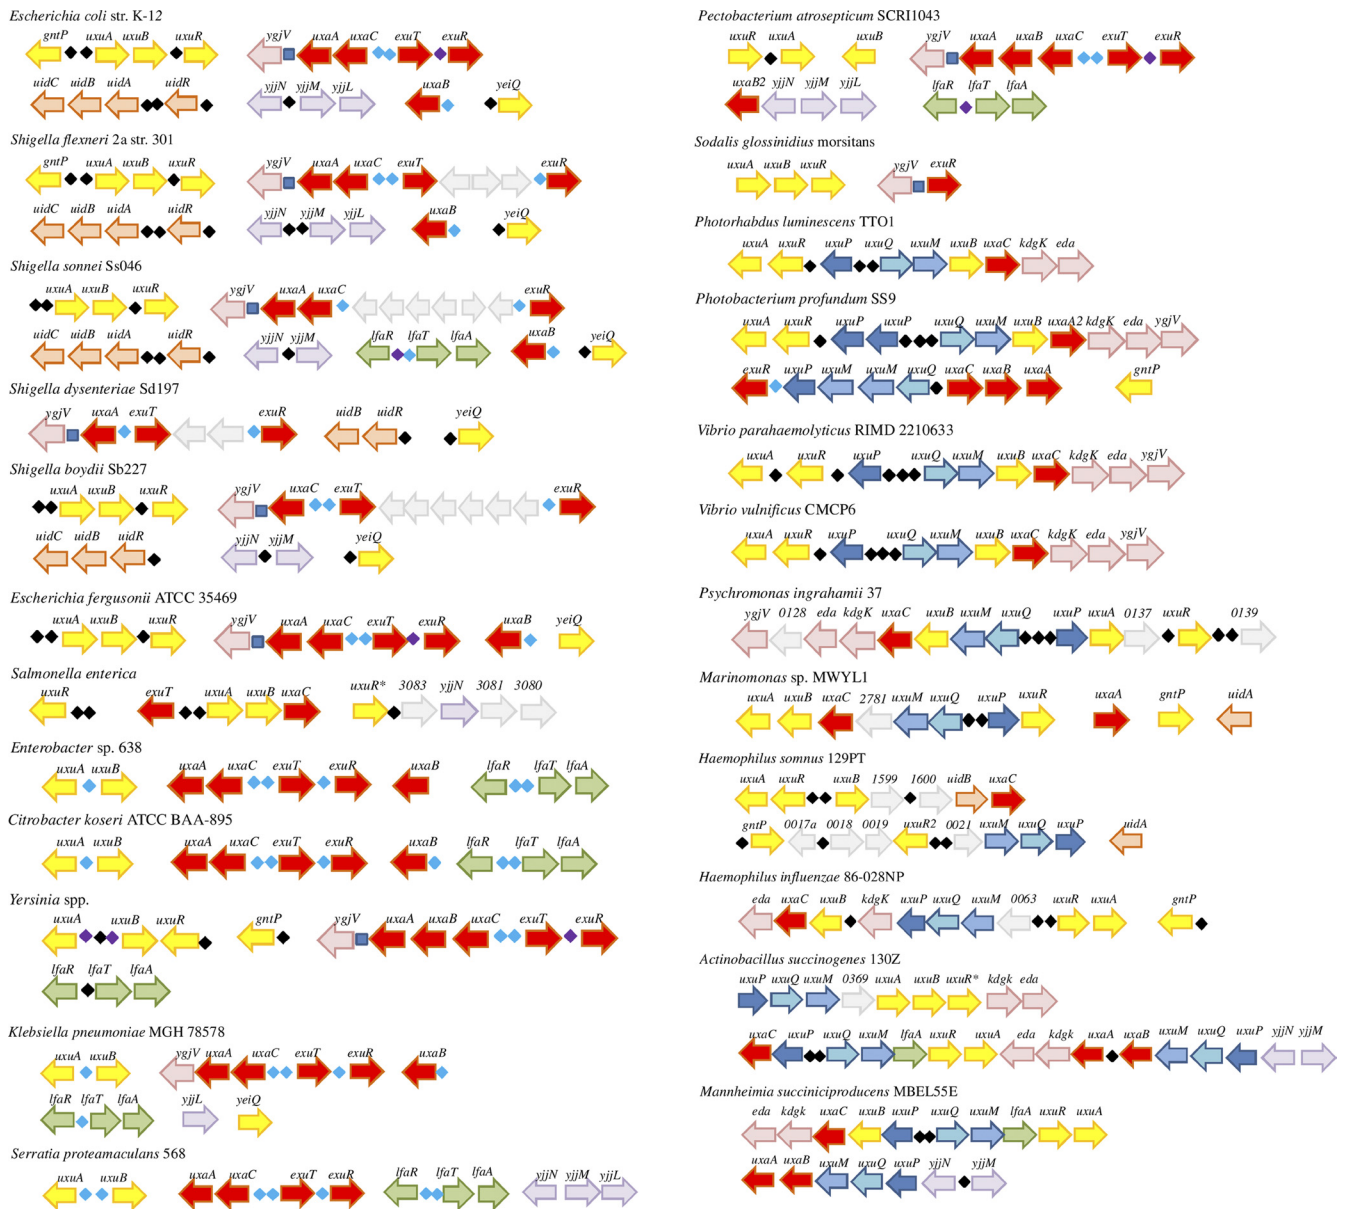 Escherichia coli str. K-12
gntP uxuA uxuB uxuR ygjV uxaA uxaC exuT exuR
uidC uidB uidA uidR yjjN yjjM yjjL uxaB yeiQ
Shigella flexneri 2a str. 301
gntP uxuA uxuB uxuR ygjV uxaA uxaC exuT exuR
uidC uidB uidA uidR yjjN yjjM yjjL uxaB yeiQ
Shigella sonnei Ss046
uxuA uxuB uxuR ygjV uxaA uxaC exuR
uidC uidB uidA uidR yjjN yjjM lfaR lfaT lfaA uxaB yeiQ
Shigella dysenteriae Sd197
ygjV uxaA exuT exuR uidB uidR yeiQ
Shigella boydii Sb227
uxuA uxuB uxuR ygjV uxaC exuT exuR
uidC uidB uidR yjjN yjjM yeiQ
Escherichia fergusonii ATCC 35469
uxuA uxuB uxuR ygjV uxaA uxaC exuT exuR uxaB yeiQ
Salmonella enterica
uxuR exuT uxuA uxuB uxaC uxuR* 3083 yjjN 3081 3080
Enterobacter sp. 638
uxuA uxuB uxaA uxaC exuT exuR uxaB lfaR lfaT lfaA
Citrobacter koseri ATCC BAA-895
uxuA uxuB uxaA uxaC exuT exuR uxaB lfaR lfaT lfaA
Yersinia spp.
uxuA uxuB uxuR gntP ygjV uxaA uxaB uxaC exuT exuR
lfaR lfaT lfaA
Klebsiella pneumoniae MGH 78578
uxuA uxuB ygjV uxaA uxaC exuT exuR uxaB
lfaR lfaT lfaA yjjL yeiQ
Serratia proteamaculans 568
uxuA uxuB uxaA uxaC exuT exuR lfaR lfaT lfaA yjjN yjjM yjjL
Pectobacterium atrosepticum SCRI1043
uxuR uxuA uxuB ygjV uxaA uxaB uxaC exuT exuR
uxaB2 yjjN yjjM yjjL lfaR lfaT lfaA
Sodalis glossinidius morsitans
uxuA uxuB uxuR ygjV exuR
Photorhabdus luminescens TTO1
uxuA uxuR uxuP uxuQ uxuM uxuB uxaC kdgK eda
Photobacterium profundum SS9
uxuA uxuR uxuP uxuP uxuQ uxuM uxuB uxaA2 kdgK eda ygjV
exuR uxuP uxuM uxuM uxuQ uxaC uxaB uxaA gntP
Vibrio parahaemolyticus RIMD 2210633
uxuA uxuR uxuP uxuQ uxuM uxuB uxaC kdgK eda ygjV
Vibrio vulnificus CMCP6
uxuA uxuR uxuP uxuQ uxuM uxuB uxaC kdgK eda ygjV
Psychromonas ingrahamii 37
ygjV 0128 eda kdgK uxaC uxuB uxuM uxuQ uxuP uxuA 0137 uxuR 0139
Marinomonas sp. MWYL1
uxuA uxuB uxaC 2781 uxuM uxuQ uxuP uxuR uxaA gntP uidA
Haemophilus somnus 129PT
uxuA uxuR uxuB 1599 1600 uidB uxaC
gntP 0017a 0018 0019 uxuR2 0021 uxuM uxuQ uxuP uidA
Haemophilus influenzae 86-028NP
eda uxaC uxuB kdgK uxuP uxuQ uxuM 0063 uxuR uxuA gntP
Actinobacillus succinogenes 130Z
uxuP uxuQ uxuM 0369 uxuA uxuB uxuR* kdgk eda
uxaC uxuP uxuQ uxuM lfaA uxuR uxuA eda kdgk uxaA uxaB uxuM uxuQ uxuP yjjN yjjM
Mannheimia succiniciproducens MBEL55E
eda kdgk uxaC uxuB uxuP uxuQ uxuM lfaA uxuR uxuA
uxaA uxaB uxuM uxuQ uxuP yjjN yjjM